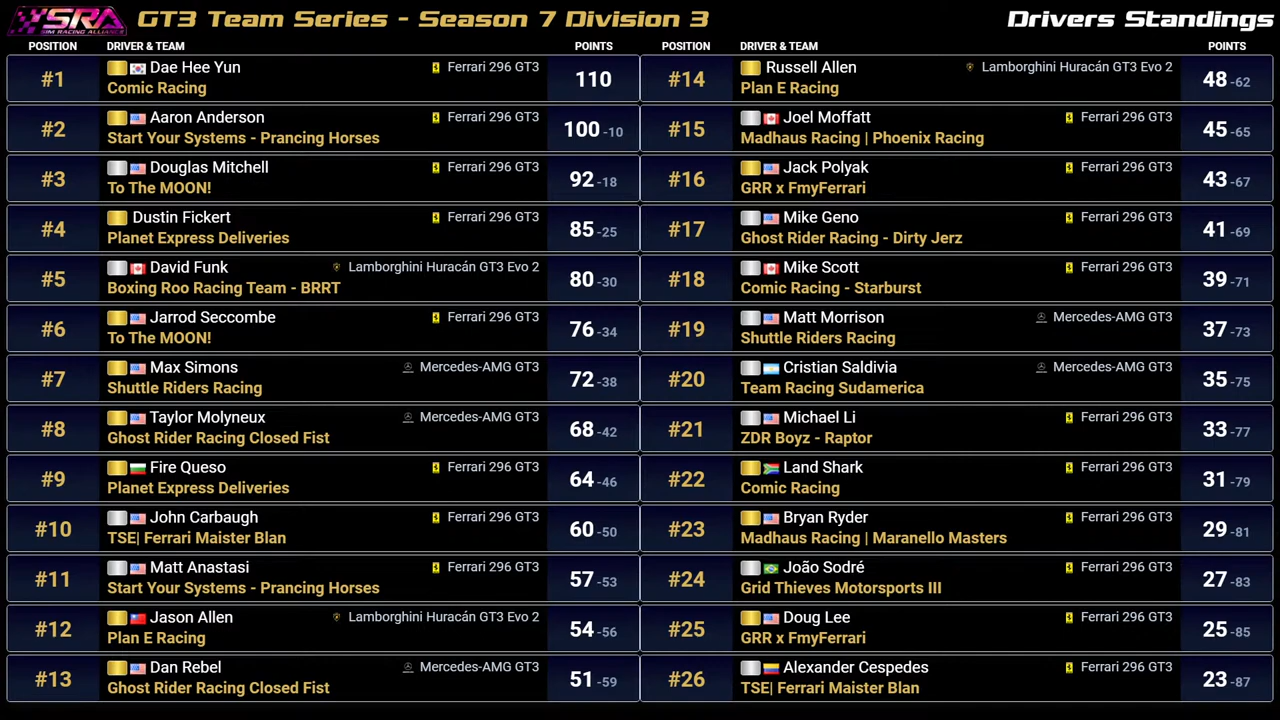 SRA
SIM RACING ALLIANCE
GT3 Team Series - Season 7 Division 3
Drivers Standings
POSITION DRIVER & TEAM POINTS
#1 Dae Hee Yun Ferrari 296 GT3 110
Comic Racing
#2 Aaron Anderson Ferrari 296 GT3 100 -10
Start Your Systems - Prancing Horses
#3 Douglas Mitchell Ferrari 296 GT3 92 -18
To The MOON!
#4 Dustin Fickert Ferrari 296 GT3 85 -25
Planet Express Deliveries
#5 David Funk Lamborghini Huracán GT3 Evo 2 80 -30
Boxing Roo Racing Team - BRRT
#6 Jarrod Seccombe Ferrari 296 GT3 76 -34
To The MOON!
#7 Max Simons Mercedes-AMG GT3 72 -38
Shuttle Riders Racing
#8 Taylor Molyneux Mercedes-AMG GT3 68 -42
Ghost Rider Racing Closed Fist
#9 Fire Queso Ferrari 296 GT3 64 -46
Planet Express Deliveries
#10 John Carbaugh Ferrari 296 GT3 60 -50
TSE| Ferrari Maister Blan
#11 Matt Anastasi Ferrari 296 GT3 57 -53
Start Your Systems - Prancing Horses
#12 Jason Allen Lamborghini Huracán GT3 Evo 2 54 -56
Plan E Racing
#13 Dan Rebel Mercedes-AMG GT3 51 -59
Ghost Rider Racing Closed Fist
POSITION DRIVER & TEAM POINTS
#14 Russell Allen Lamborghini Huracán GT3 Evo 2 48 -62
Plan E Racing
#15 Joel Moffatt Ferrari 296 GT3 45 -65
Madhaus Racing | Phoenix Racing
#16 Jack Polyak Ferrari 296 GT3 43 -67
GRR x FmyFerrari
#17 Mike Geno Ferrari 296 GT3 41 -69
Ghost Rider Racing - Dirty Jerz
#18 Mike Scott Ferrari 296 GT3 39 -71
Comic Racing - Starburst
#19 Matt Morrison Mercedes-AMG GT3 37 -73
Shuttle Riders Racing
#20 Cristian Saldivia Mercedes-AMG GT3 35 -75
Team Racing Sudamerica
#21 Michael Li Ferrari 296 GT3 33 -77
ZDR Boyz - Raptor
#22 Land Shark Ferrari 296 GT3 31 -79
Comic Racing
#23 Bryan Ryder Ferrari 296 GT3 29 -81
Madhaus Racing | Maranello Masters
#24 João Sodré Ferrari 296 GT3 27 -83
Grid Thieves Motorsports III
#25 Doug Lee Ferrari 296 GT3 25 -85
GRR x FmyFerrari
#26 Alexander Cespedes Ferrari 296 GT3 23 -87
TSE| Ferrari Maister Blan